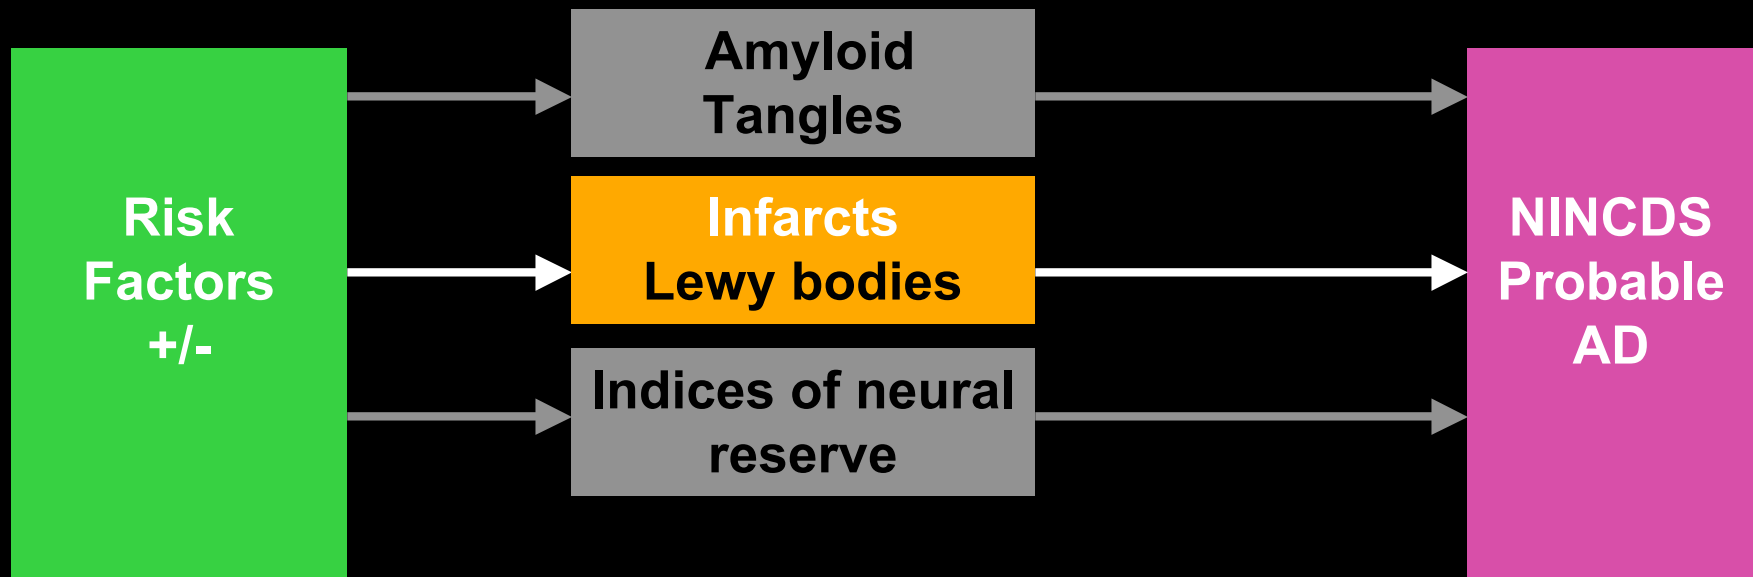 Risk
Factors
+/-
Amyloid
Tangles
Infarcts
Lewy bodies
Indices of neural
reserve
NINCDS
Probable
AD